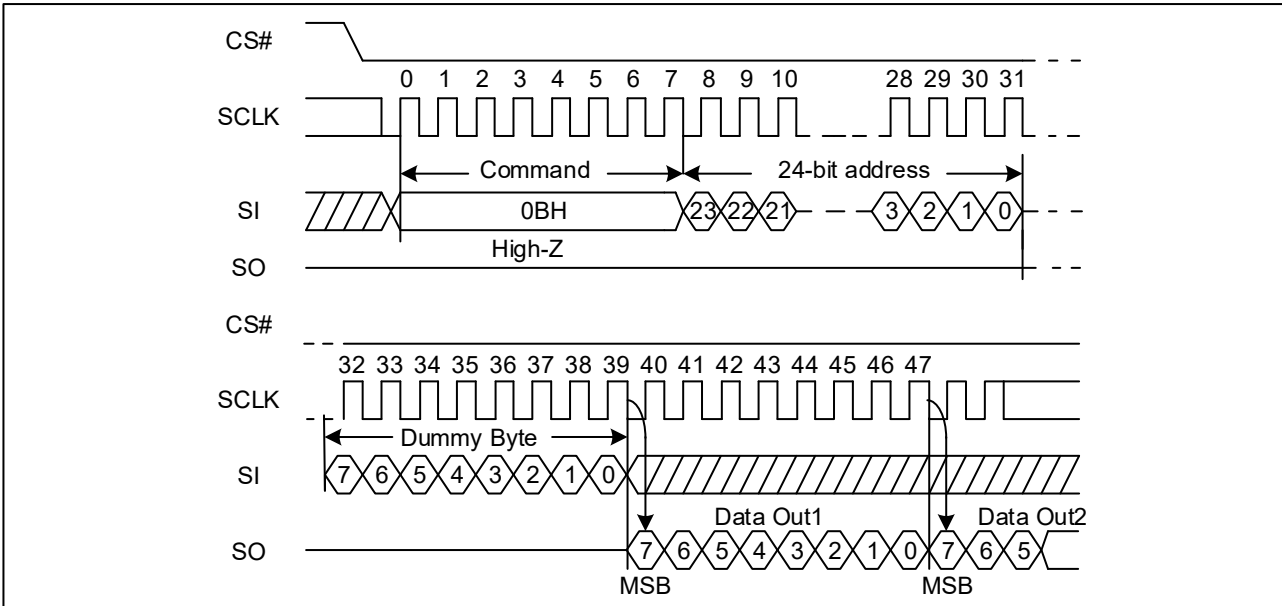 CS#
0 1 2 3 4 5 6 7 8 9 10 28 29 30 31
SCLK
Command 24-bit address
SI 0BH 23 22 21 3 2 1 0
High-Z
SO
CS#
32 33 34 35 36 37 38 39 40 41 42 43 44 45 46 47
SCLK
Dummy Byte
SI 7 6 5 4 3 2 1 0
Data Out1 Data Out2
SO 7 6 5 4 3 2 1 0 7 6 5
MSB MSB